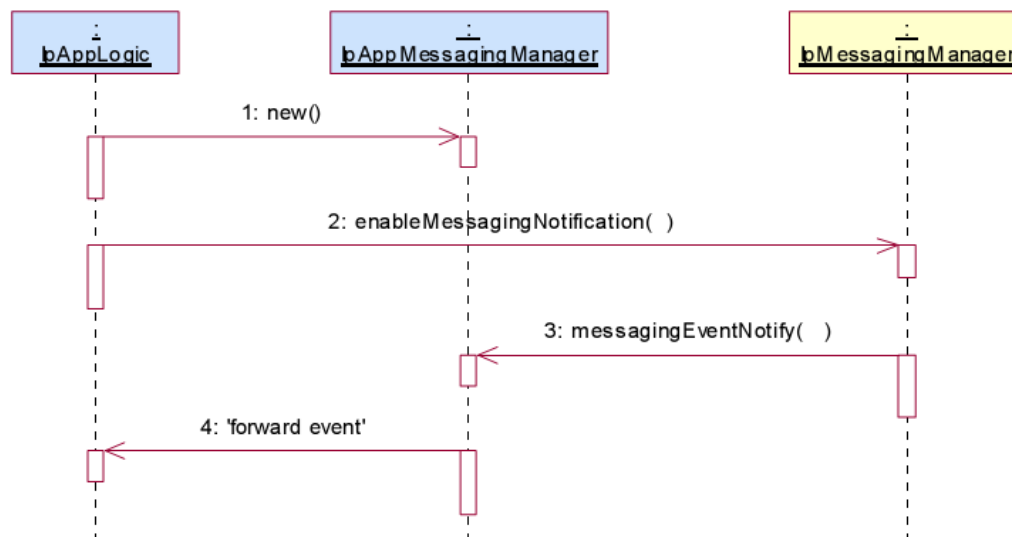 :
IpAppLogic
:
IpAppMessagingManager
:
IpMessagingManager
1: new()
2: enableMessagingNotification( )
3: messagingEventNotify( )
4: 'forward event'